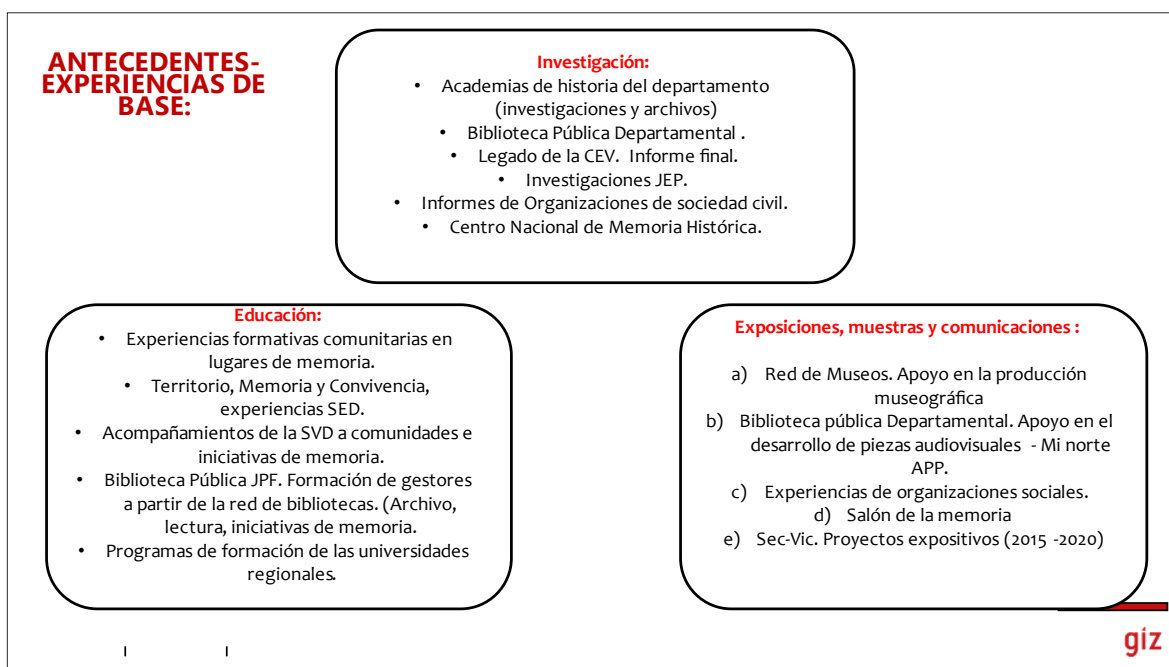 ANTECEDENTES-
EXPERIENCIAS DE
BASE:
Investigación:
• Academias de historia del departamento
(investigaciones y archivos)
• Biblioteca Pública Departamental .
• Legado de la CEV. Informe final.
• Investigaciones JEP.
• Informes de Organizaciones de sociedad civil.
• Centro Nacional de Memoria Histórica.
Educación:
• Experiencias formativas comunitarias en
lugares de memoria.
• Territorio, Memoria y Convivencia,
experiencias SED.
• Acompañamientos de la SVD a comunidades e
iniciativas de memoria.
• Biblioteca Pública JPF. Formación de gestores
a partir de la red de bibliotecas. (Archivo,
lectura, iniciativas de memoria.
• Programas de formación de las universidades
regionales.
Exposiciones, muestras y comunicaciones :
a) Red de Museos. Apoyo en la producción
museográfica
b) Biblioteca pública Departamental. Apoyo en el
desarrollo de piezas audiovisuales - Mi norte
APP.
c) Experiencias de organizaciones sociales.
d) Salón de la memoria
e) Sec-Vic. Proyectos expositivos (2015 -2020)
giz